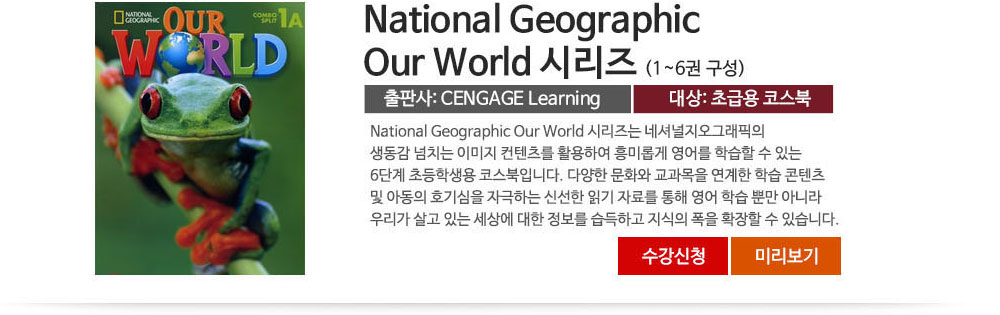 NATIONAL GEOGRAPHIC
OUR WORLD
COMBO SPLIT 1A
National Geographic
Our World 시리즈 (1~6권 구성)
출판사: CENGAGE Learning
대상: 초급용 코스북
National Geographic Our World 시리즈는 네셔널지오그래픽의
생동감 넘치는 이미지 컨텐츠를 활용하여 흥미롭게 영어를 학습할 수 있는
6단계 초등학생용 코스북입니다. 다양한 문화와 교과목을 연계한 학습 콘텐츠
및 아동의 호기심을 자극하는 신선한 읽기 자료를 통해 영어 학습 뿐만 아니라
우리가 살고 있는 세상에 대한 정보를 습득하고 지식의 폭을 확장할 수 있습니다.
수강신청
미리보기